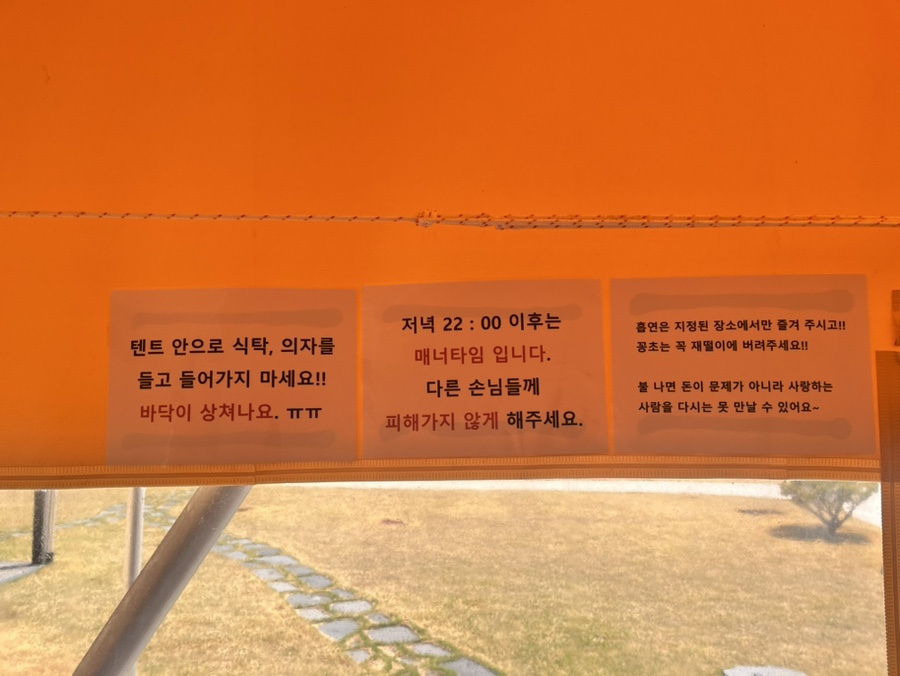 텐트 안으로 식탁, 의자를
들고 들어가지 마세요!!
바닥이 상쳐나요. ㅠㅠ
저녁 22 : 00 이후는
매너타임 입니다.
다른 손님들께
피해가지 않게 해주세요.
흡연은 지정된 장소에서만 즐겨 주시고!!
꽁초는 꼭 재떨이에 버려주세요!!
불 나면 돈이 문제가 아니라 사랑하는
사람을 다시는 못 만날 수 있어요~